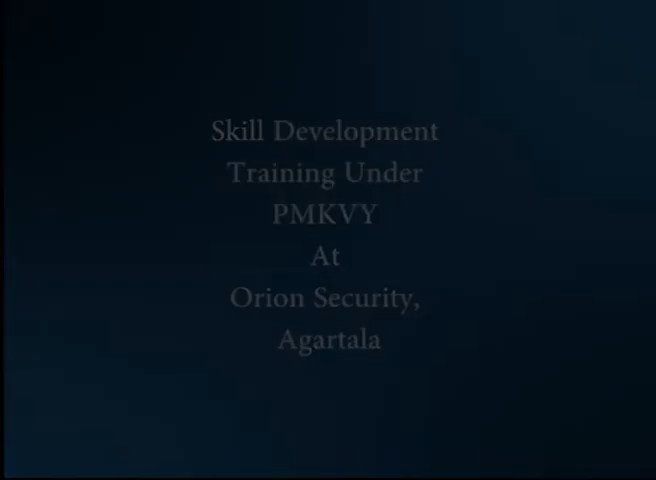 Skill Development
Training Under
PMKVY
At
Orion Security,
Agartala